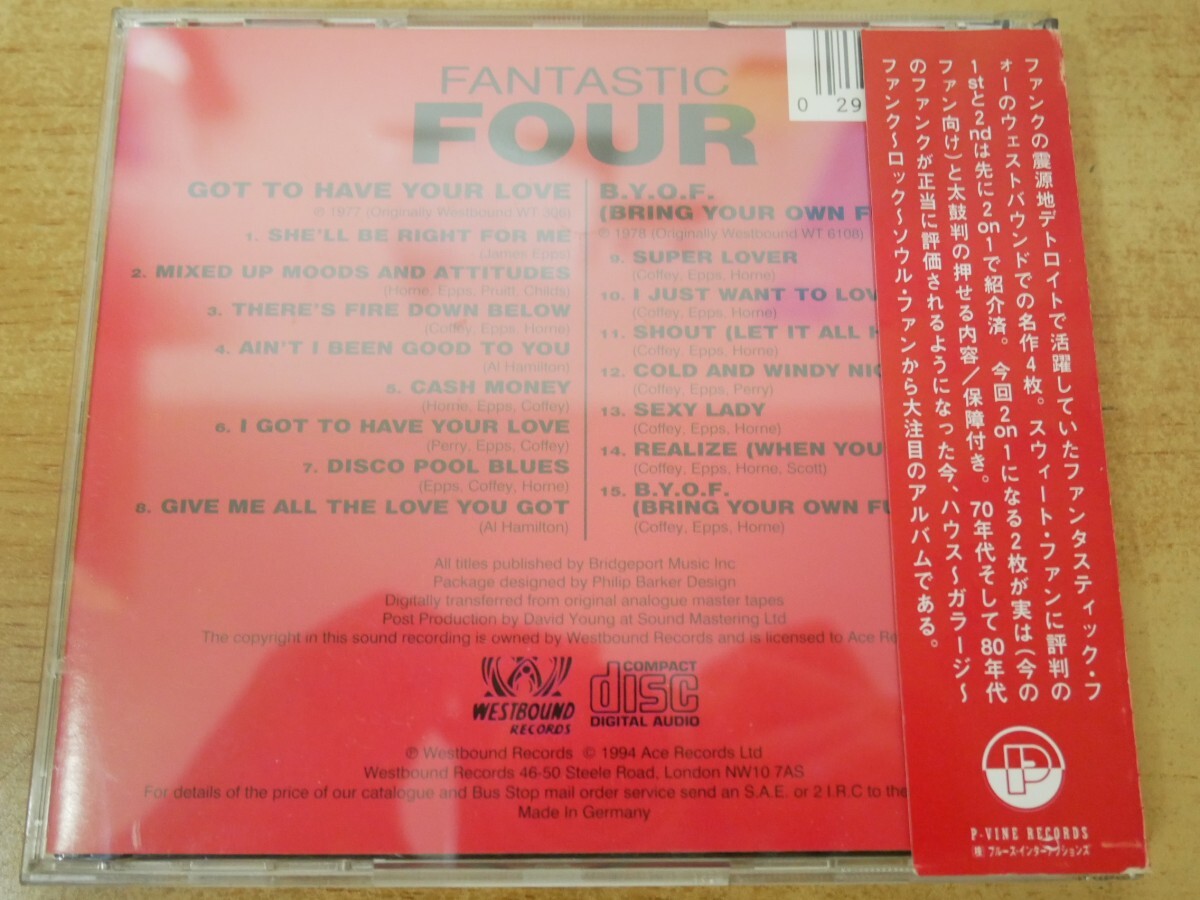 FANTASTIC
FOUR
GOT TO HAVE YOUR LOVE
℗ 1977 (Originally Westbound WT 306)
1. SHE'LL BE RIGHT FOR ME
(James Epps)
2. MIXED UP MOODS AND ATTITUDES
(Horne, Epps, Pruitt, Childs)
3. THERE'S FIRE DOWN BELOW
(Coffey, Epps, Horne)
4. AIN'T I BEEN GOOD TO YOU
(Al Hamilton)
5. CASH MONEY
(Horne, Epps, Coffey)
6. I GOT TO HAVE YOUR LOVE
(Perry, Epps, Coffey)
7. DISCO POOL BLUES
(Epps, Coffey, Horne)
8. GIVE ME ALL THE LOVE YOU GOT
(Al Hamilton)
B.Y.O.F.
(BRING YOUR OWN F
℗ 1978 (Originally Westbound WT 6108)
9. SUPER LOVER
(Coffey, Epps, Horne)
10. I JUST WANT TO LOV
(Coffey, Epps, Horne)
11. SHOUT (LET IT ALL H
(Coffey, Epps, Horne)
12. COLD AND WINDY NIG
(Coffey, Epps, Perry)
13. SEXY LADY
(Coffey, Epps, Horne)
14. REALIZE (WHEN YOU
(Coffey, Epps, Horne, Scott)
15. B.Y.O.F.
(BRING YOUR OWN FU
(Coffey, Epps, Horne)
All titles published by Bridgeport Music Inc
Package designed by Philip Barker Design
Digitally transferred from original analogue master tapes
Post Production by David Young at Sound Mastering Ltd
The copyright in this sound recording is owned by Westbound Records and is licensed to Ace Re
WESTBOUND
RECORDS
COMPACT
disc
DIGITAL AUDIO
℗ Westbound Records © 1994 Ace Records Ltd
Westbound Records 46-50 Steele Road, London NW10 7AS
For details of the price of our catalogue and Bus Stop mail order service send an S.A.E. or 2 I.R.C to the
Made In Germany
0 29
ファンクの震源地デトロイトで活躍していたファンタスティック・フ
ォーのウェストバウンドでの名作4枚。スウィート・ファンに評判の
1stと2ndは先に2on1で紹介済。今回2on1になる2枚が実は(今の
ファン向け)と太鼓判の押せる内容/保障付き。70年代そして80年代
のファンクが正当に評価されるようになった今、ハウス〜ガラージ〜
ファンク〜ロック〜ソウル・ファンから大注目のアルバムである。
P
P-VINE RECORDS
㈱ブルース・インターアクションズ